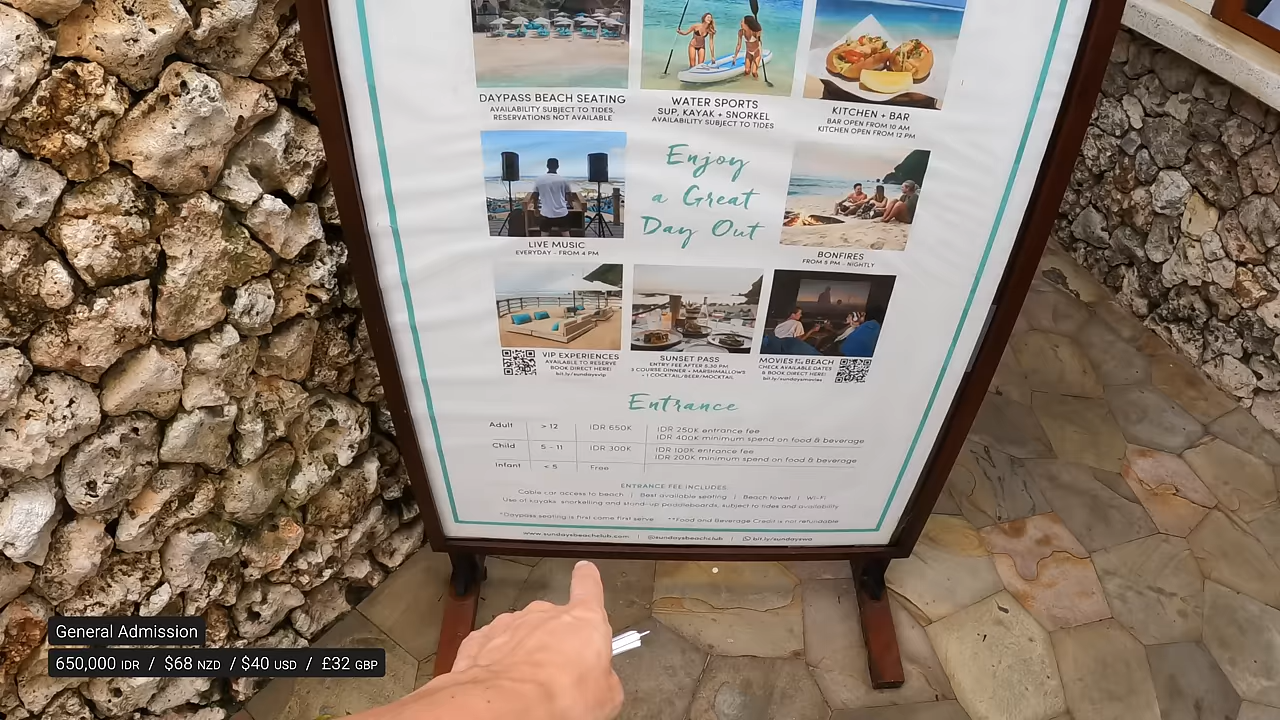 DAYPASS BEACH SEATING
AVAILABILITY SUBJECT TO TIDES,
RESERVATIONS NOT AVAILABLE
WATER SPORTS
SUP, KAYAK + SNORKEL
AVAILABILITY SUBJECT TO TIDES
KITCHEN + BAR
BAR OPEN FROM 10 AM
KITCHEN OPEN FROM 12 PM
Enjoy
a Great
Day Out
LIVE MUSIC
EVERYDAY - FROM 4 PM
BONFIRES
FROM 5 PM - NIGHTLY
VIP EXPERIENCES
AVAILABLE TO RESERVE
BOOK DIRECT HERE!
bit.ly/sundaysvip
SUNSET PASS
ENTRY FEE AFTER 5.30 PM
3 COURSE DINNER + MARSHMALLOWS
+ 1 COCKTAIL/BEER/MOCKTAIL
MOVIES BY THE BEACH
CHECK AVAILABLE DATES
& BOOK DIRECT HERE!
bit.ly/sundaysmovies
Entrance
Adult > 12 IDR 650K IDR 250K entrance fee
IDR 400K minimum spend on food & beverage
Child 5 - 11 IDR 300K IDR 100K entrance fee
IDR 200K minimum spend on food & beverage
Infant < 5 Free
ENTRANCE FEE INCLUDES:
Cable car access to beach | Best available seating | Beach towel | Wi-Fi
Use of kayaks, snorkelling and stand-up paddleboards, subject to tides and availability
*Daypass seating is first come first serve **Food and Beverage Credit is not refundable
www.sundaysbeachclub.com | @sundaysbeachclub | bit.ly/sundayswa
General Admission
650,000 IDR / $68 NZD / $40 USD / £32 GBP